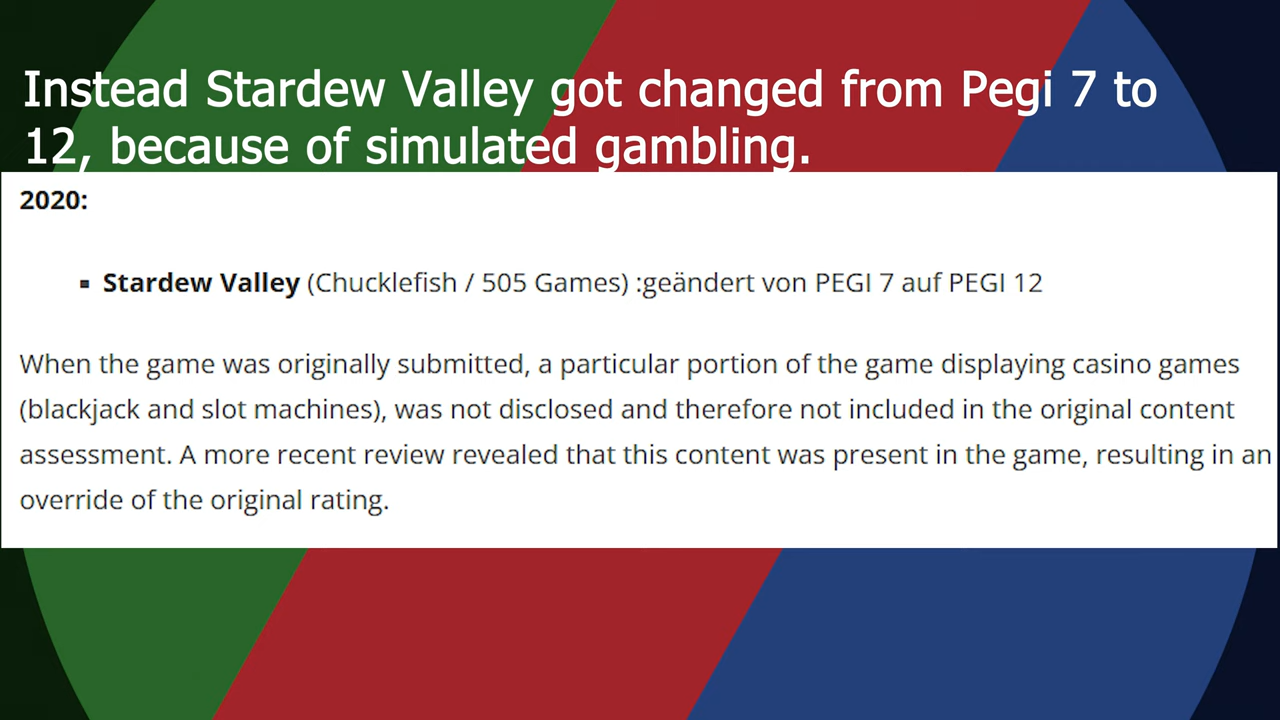 Instead Stardew Valley got changed from Pegi 7 to
12, because of simulated gambling.
2020:
▪ Stardew Valley (Chucklefish / 505 Games) :geändert von PEGI 7 auf PEGI 12
When the game was originally submitted, a particular portion of the game displaying casino games
(blackjack and slot machines), was not disclosed and therefore not included in the original content
assessment. A more recent review revealed that this content was present in the game, resulting in an
override of the original rating.